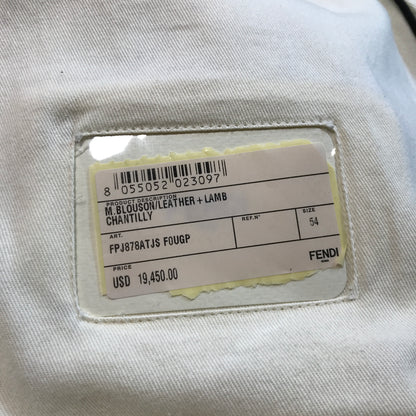 8 055052 023097
PRODUCT DESCRIPTION
M.BLOUSON/LEATHER + LAMB
CHANTILLY
ART. REF.N° SIZE
FPJ878ATJS F0UGP 54
PRICE
USD 19,450.00
FENDI
ROMA